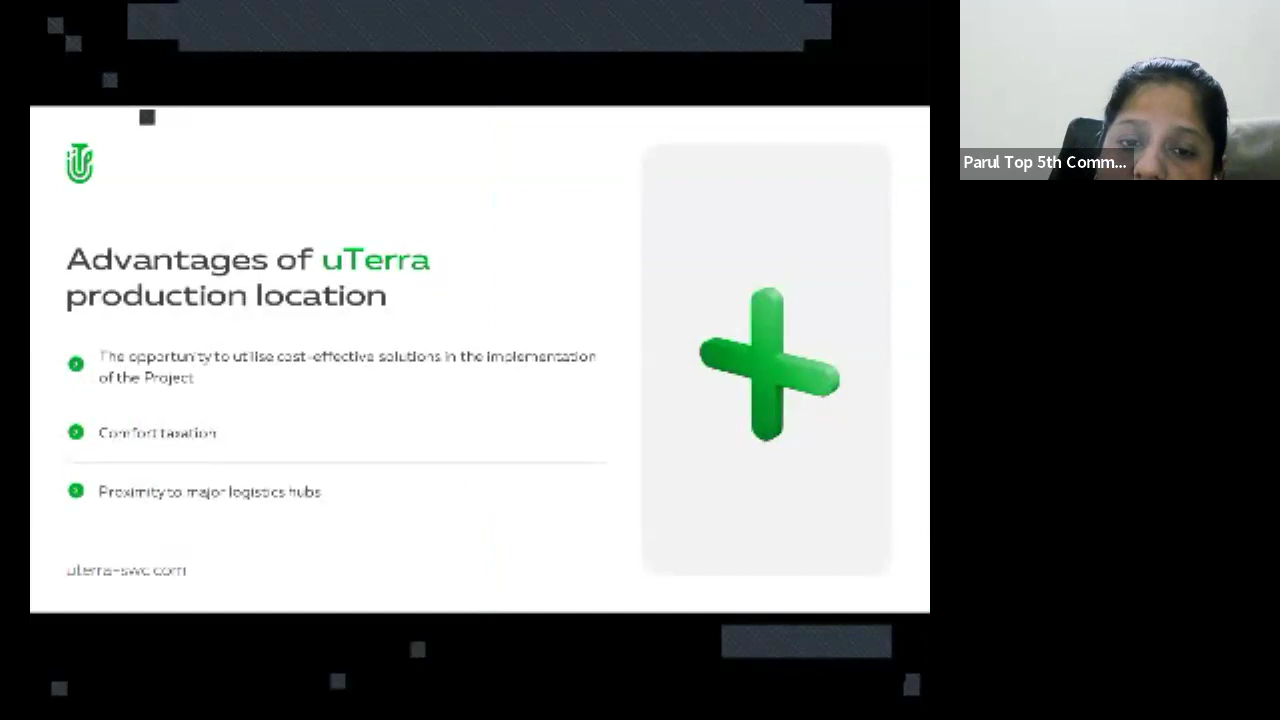 Advantages of uTerra
production location
The opportunity to utilise cost-effective solutions in the implementation
of the Project
Comfort taxation
Proximity to major logistics hubs
uterra-swc.com
Parul Top 5th Comm...